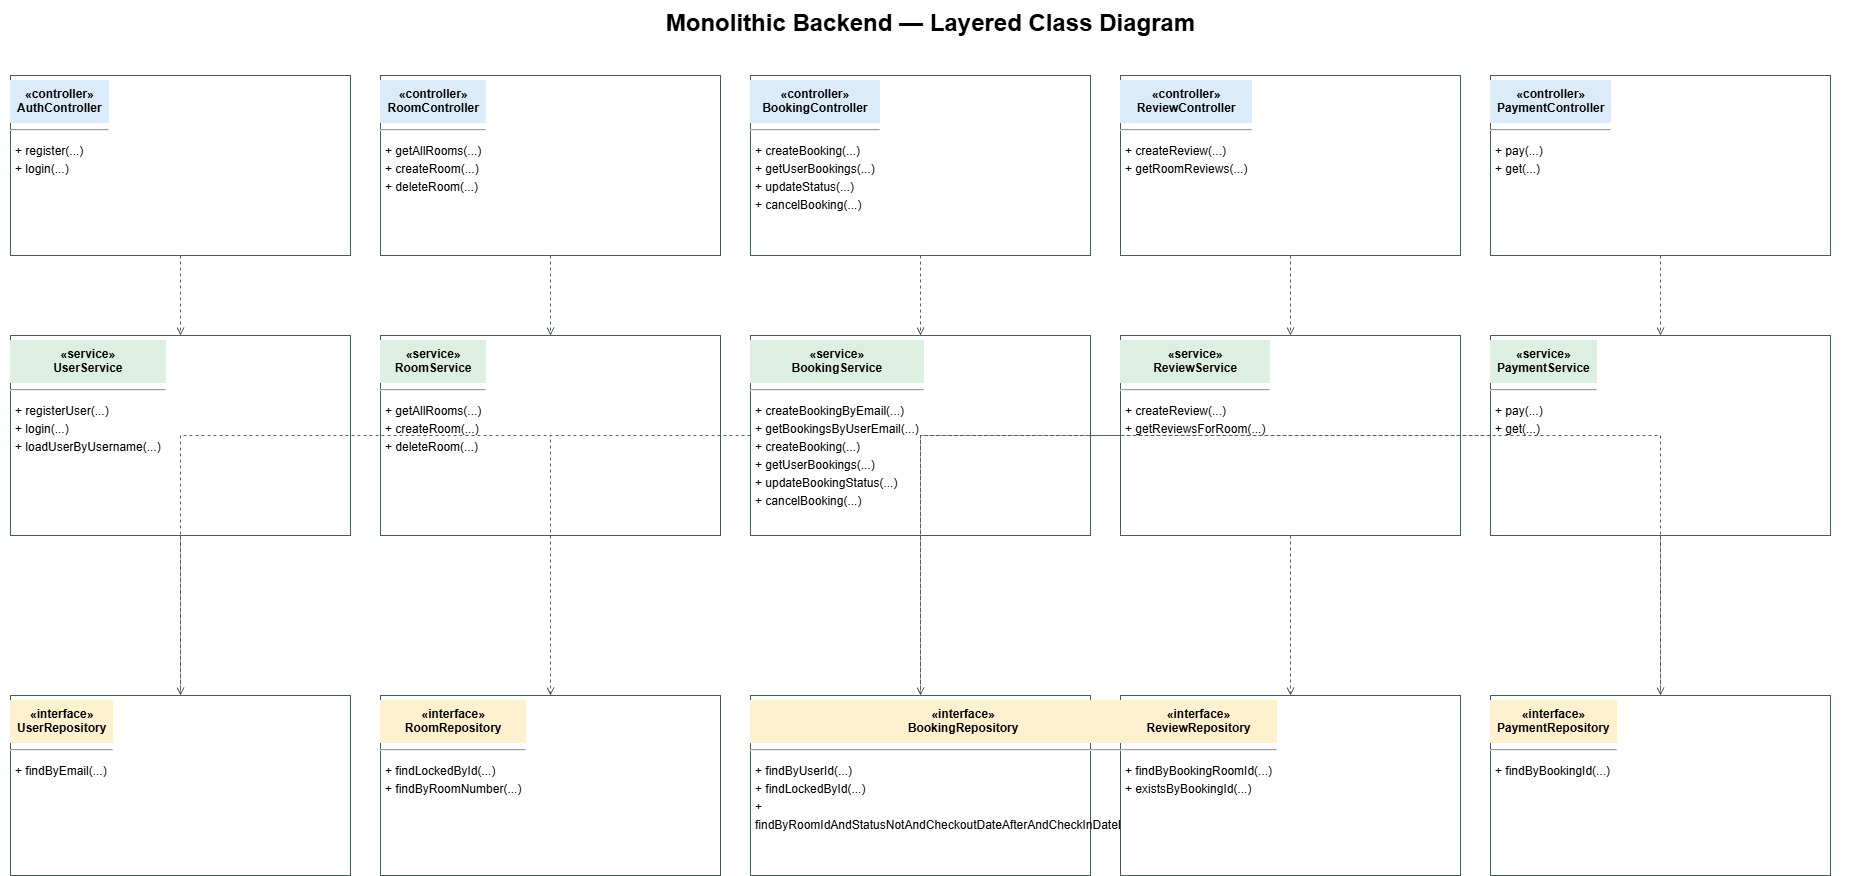 Monolithic Backend — Layered Class Diagram
«controller»
AuthController
+ register(...)
+ login(...)
«controller»
RoomController
+ getAllRooms(...)
+ createRoom(...)
+ deleteRoom(...)
«controller»
BookingController
+ createBooking(...)
+ getUserBookings(...)
+ updateStatus(...)
+ cancelBooking(...)
«controller»
ReviewController
+ createReview(...)
+ getRoomReviews(...)
«controller»
PaymentController
+ pay(...)
+ get(...)
«service»
UserService
+ registerUser(...)
+ login(...)
+ loadUserByUsername(...)
«service»
RoomService
+ getAllRooms(...)
+ createRoom(...)
+ deleteRoom(...)
«service»
BookingService
+ createBookingByEmail(...)
+ getBookingsByUserEmail(...)
+ createBooking(...)
+ getUserBookings(...)
+ updateBookingStatus(...)
+ cancelBooking(...)
«service»
ReviewService
+ createReview(...)
+ getReviewsForRoom(...)
«service»
PaymentService
+ pay(...)
+ get(...)
«interface»
UserRepository
+ findByEmail(...)
«interface»
RoomRepository
+ findLockedById(...)
+ findByRoomNumber(...)
«interface»
BookingRepository
+ findByUserId(...)
+ findLockedById(...)
+
findByRoomIdAndStatusNotAndCheckoutDateAfterAndCheckInDate
«interface»
ReviewRepository
+ findByBookingRoomId(...)
+ existsByBookingId(...)
«interface»
PaymentRepository
+ findByBookingId(...)